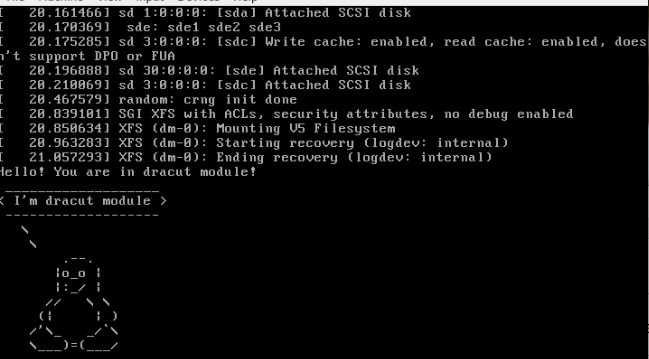 [   20.161466] sd 1:0:0:0: [sda] Attached SCSI disk
[   20.170369]  sde: sde1 sde2 sde3
[   20.175285] sd 3:0:0:0: [sdc] Write cache: enabled, read cache: enabled, does
n't support DPO or FUA
[   20.196888] sd 30:0:0:0: [sde] Attached SCSI disk
[   20.210069] sd 3:0:0:0: [sdc] Attached SCSI disk
[   20.467579] random: crng init done
[   20.839101] SGI XFS with ACLs, security attributes, no debug enabled
[   20.850634] XFS (dm-0): Mounting V5 Filesystem
[   20.963283] XFS (dm-0): Starting recovery (logdev: internal)
[   21.057293] XFS (dm-0): Ending recovery (logdev: internal)
Hello! You are in dracut module!
 ___________________
< I'm dracut module >
 -------------------
   \
    \
        .--.
       |o_o |
       |:_/ |
      //   \ \
     (|     | )
    /'\_   _/`\
    \___)=(___/